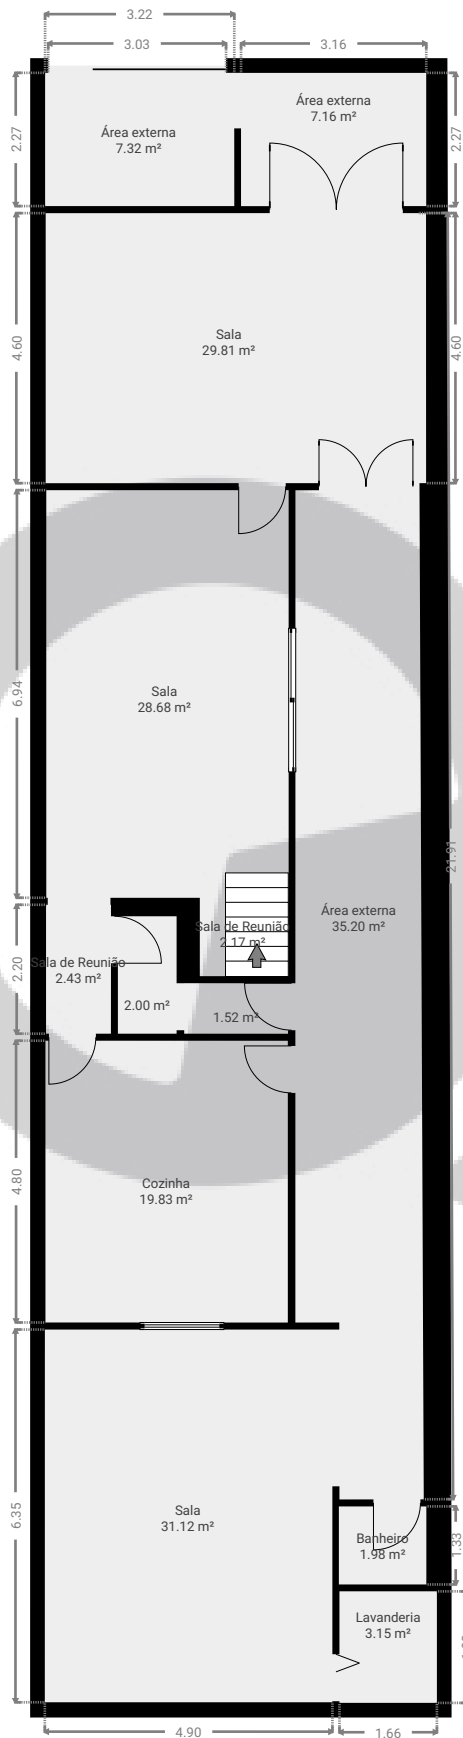 3.22
3.03
3.16
Área externa
7.16 m²
Área externa
7.32 m²
2.27
2.27
Sala
29.81 m²
4.60
4.60
Sala
28.68 m²
6.94
21.91
Área externa
35.20 m²
Sala de Reunião
2.17 m²
Sala de Reunião
2.43 m²
2.20
2.00 m²
1.52 m²
Cozinha
19.83 m²
4.80
Sala
31.12 m²
6.35
Banheiro
1.98 m²
1.33
Lavanderia
3.15 m²
4.90
1.66